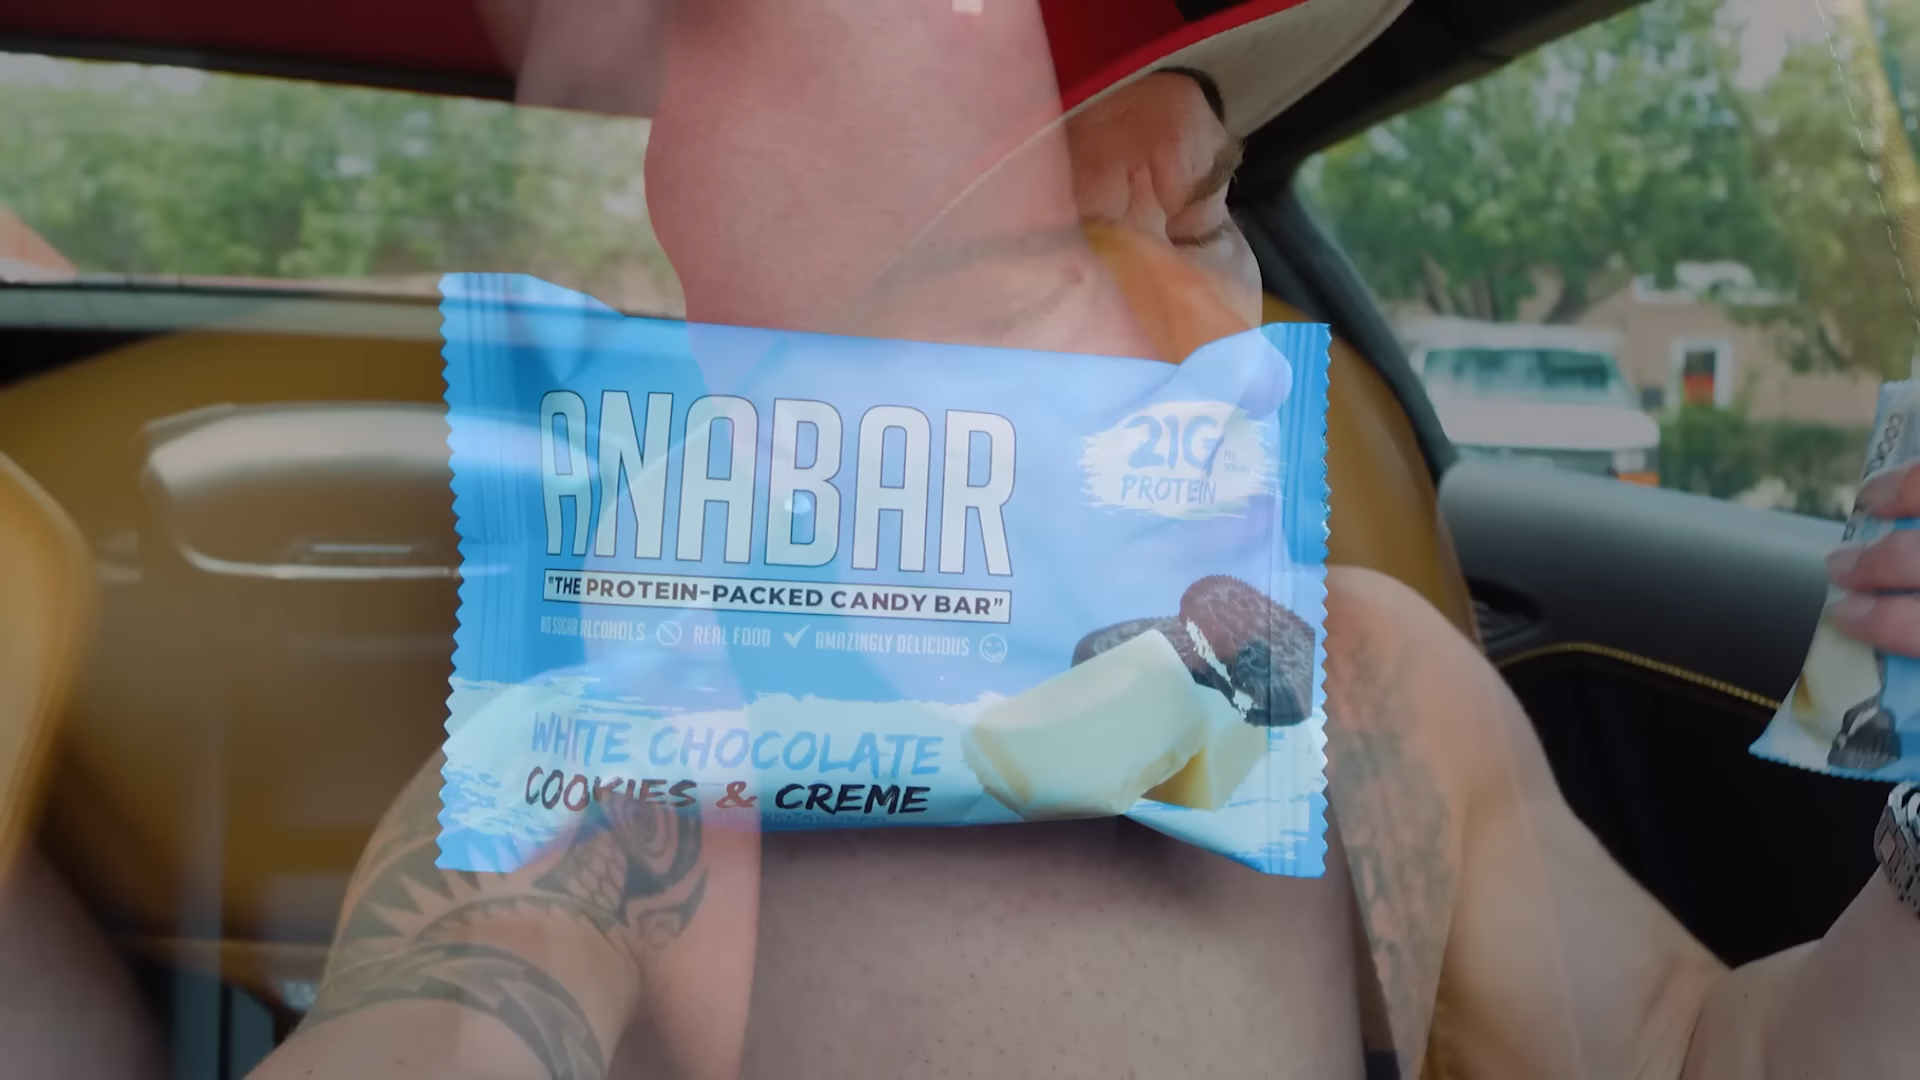 ANABAR
21G
PROTEIN
"THE PROTEIN-PACKED CANDY BAR"
NO SUGAR ALCOHOLS REAL FOOD AMAZINGLY DELICIOUS
WHITE CHOCOLATE
COOKIES & CREME